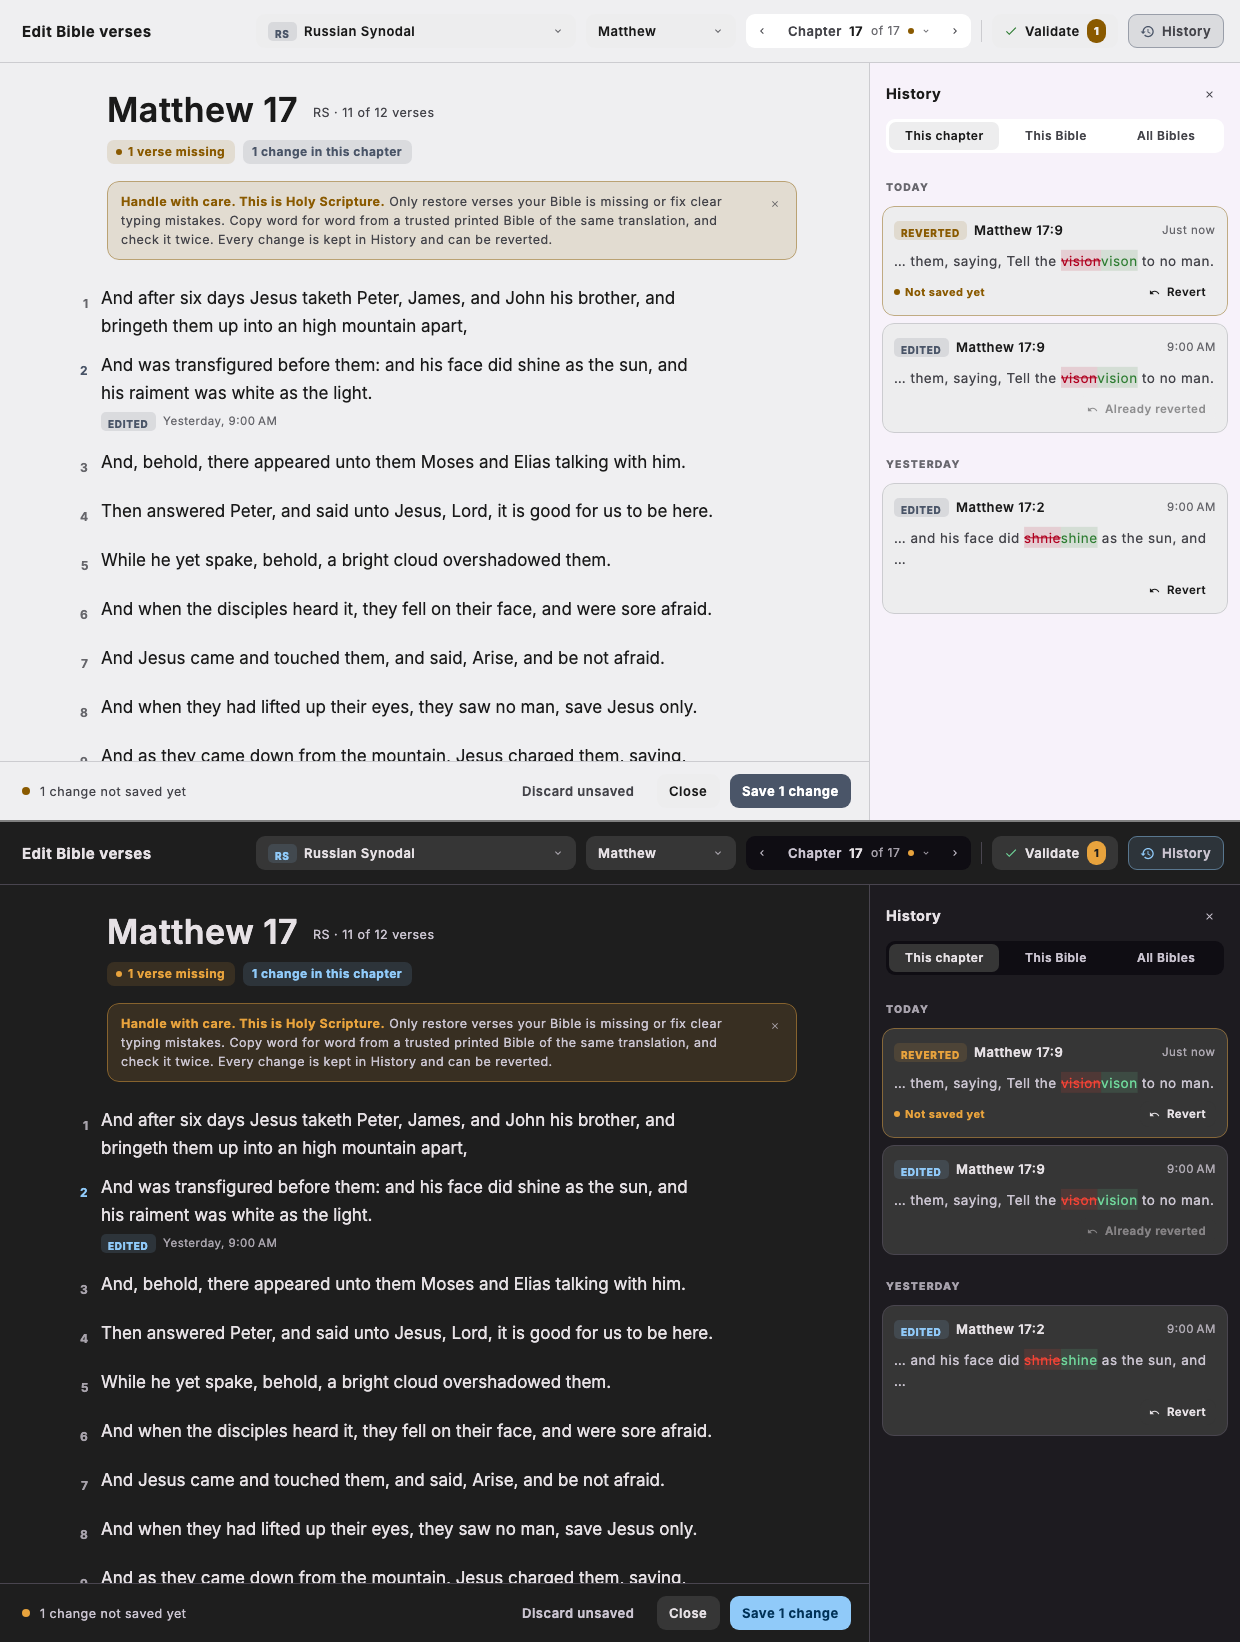 Edit Bible verses
RS Russian Synodal
Matthew
Chapter 17 of 17
Validate 1
History
Matthew 17 RS · 11 of 12 verses
1 verse missing 1 change in this chapter
Handle with care. This is Holy Scripture. Only restore verses your Bible is missing or fix clear
typing mistakes. Copy word for word from a trusted printed Bible of the same translation, and
check it twice. Every change is kept in History and can be reverted.
1 And after six days Jesus taketh Peter, James, and John his brother, and
bringeth them up into an high mountain apart,
2 And was transfigured before them: and his face did shine as the sun, and
his raiment was white as the light.
EDITED Yesterday, 9:00 AM
3 And, behold, there appeared unto them Moses and Elias talking with him.
4 Then answered Peter, and said unto Jesus, Lord, it is good for us to be here.
5 While he yet spake, behold, a bright cloud overshadowed them.
6 And when the disciples heard it, they fell on their face, and were sore afraid.
7 And Jesus came and touched them, and said, Arise, and be not afraid.
8 And when they had lifted up their eyes, they saw no man, save Jesus only.
9 And as they came down from the mountain, Jesus charged them, saying,
1 change not saved yet
Discard unsaved
Close
Save 1 change
History ×
This chapter This Bible All Bibles
TODAY
REVERTED Matthew 17:9 Just now
... them, saying, Tell the visionvison to no man.
Not saved yet Revert
EDITED Matthew 17:9 9:00 AM
... them, saying, Tell the visonvision to no man.
Already reverted
YESTERDAY
EDITED Matthew 17:2 9:00 AM
... and his face did shnieshine as the sun, and
...
Revert
Edit Bible verses
RS Russian Synodal
Matthew
Chapter 17 of 17
Validate 1
History
Matthew 17 RS · 11 of 12 verses
1 verse missing 1 change in this chapter
Handle with care. This is Holy Scripture. Only restore verses your Bible is missing or fix clear
typing mistakes. Copy word for word from a trusted printed Bible of the same translation, and
check it twice. Every change is kept in History and can be reverted.
1 And after six days Jesus taketh Peter, James, and John his brother, and
bringeth them up into an high mountain apart,
2 And was transfigured before them: and his face did shine as the sun, and
his raiment was white as the light.
EDITED Yesterday, 9:00 AM
3 And, behold, there appeared unto them Moses and Elias talking with him.
4 Then answered Peter, and said unto Jesus, Lord, it is good for us to be here.
5 While he yet spake, behold, a bright cloud overshadowed them.
6 And when the disciples heard it, they fell on their face, and were sore afraid.
7 And Jesus came and touched them, and said, Arise, and be not afraid.
8 And when they had lifted up their eyes, they saw no man, save Jesus only.
9 And as they came down from the mountain, Jesus charged them, saying,
1 change not saved yet
Discard unsaved
Close
Save 1 change
History ×
This chapter This Bible All Bibles
TODAY
REVERTED Matthew 17:9 Just now
... them, saying, Tell the visionvison to no man.
Not saved yet Revert
EDITED Matthew 17:9 9:00 AM
... them, saying, Tell the visonvision to no man.
Already reverted
YESTERDAY
EDITED Matthew 17:2 9:00 AM
... and his face did shnieshine as the sun, and
...
Revert